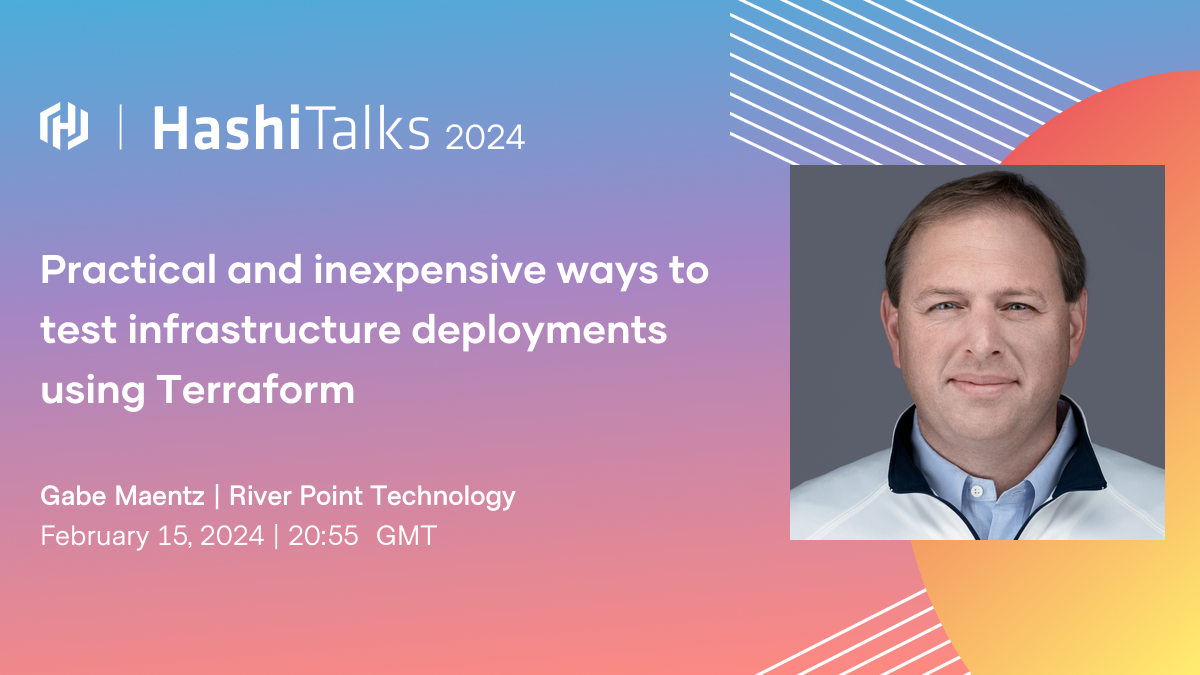 HashiTalks 2024
Practical and inexpensive ways to
test infrastructure deployments
using Terraform
Gabe Maentz | River Point Technology
February 15, 2024 | 20:55 GMT